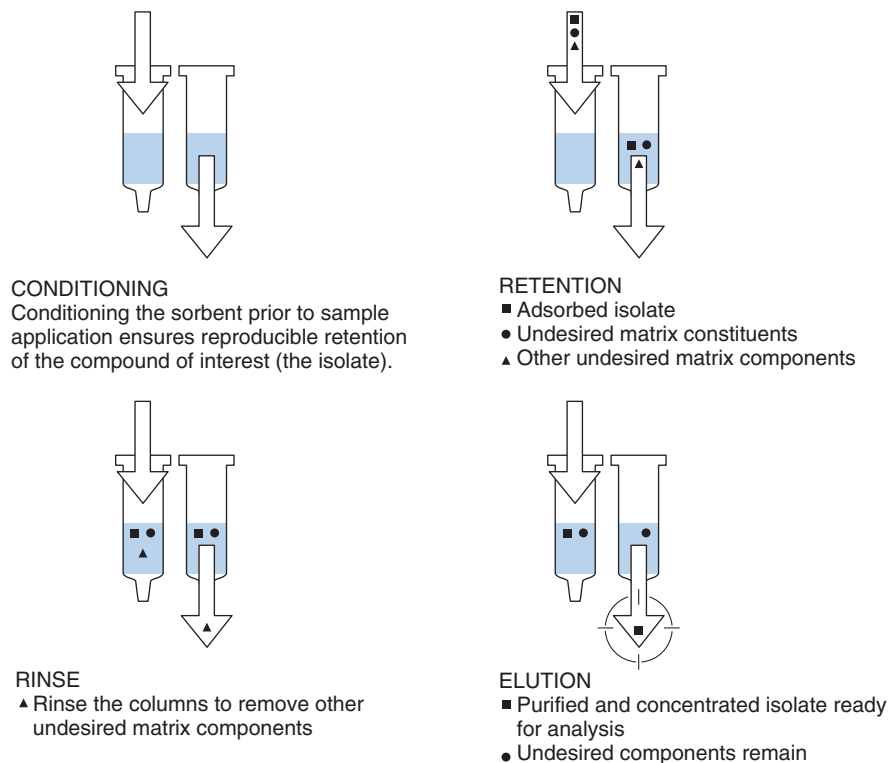 CONDITIONING
Conditioning the sorbent prior to sample
application ensures reproducible retention
of the compound of interest (the isolate).
RETENTION
■ Adsorbed isolate
● Undesired matrix constituents
▲ Other undesired matrix components
RINSE
▲ Rinse the columns to remove other
undesired matrix components
ELUTION
■ Purified and concentrated isolate ready
for analysis
● Undesired components remain